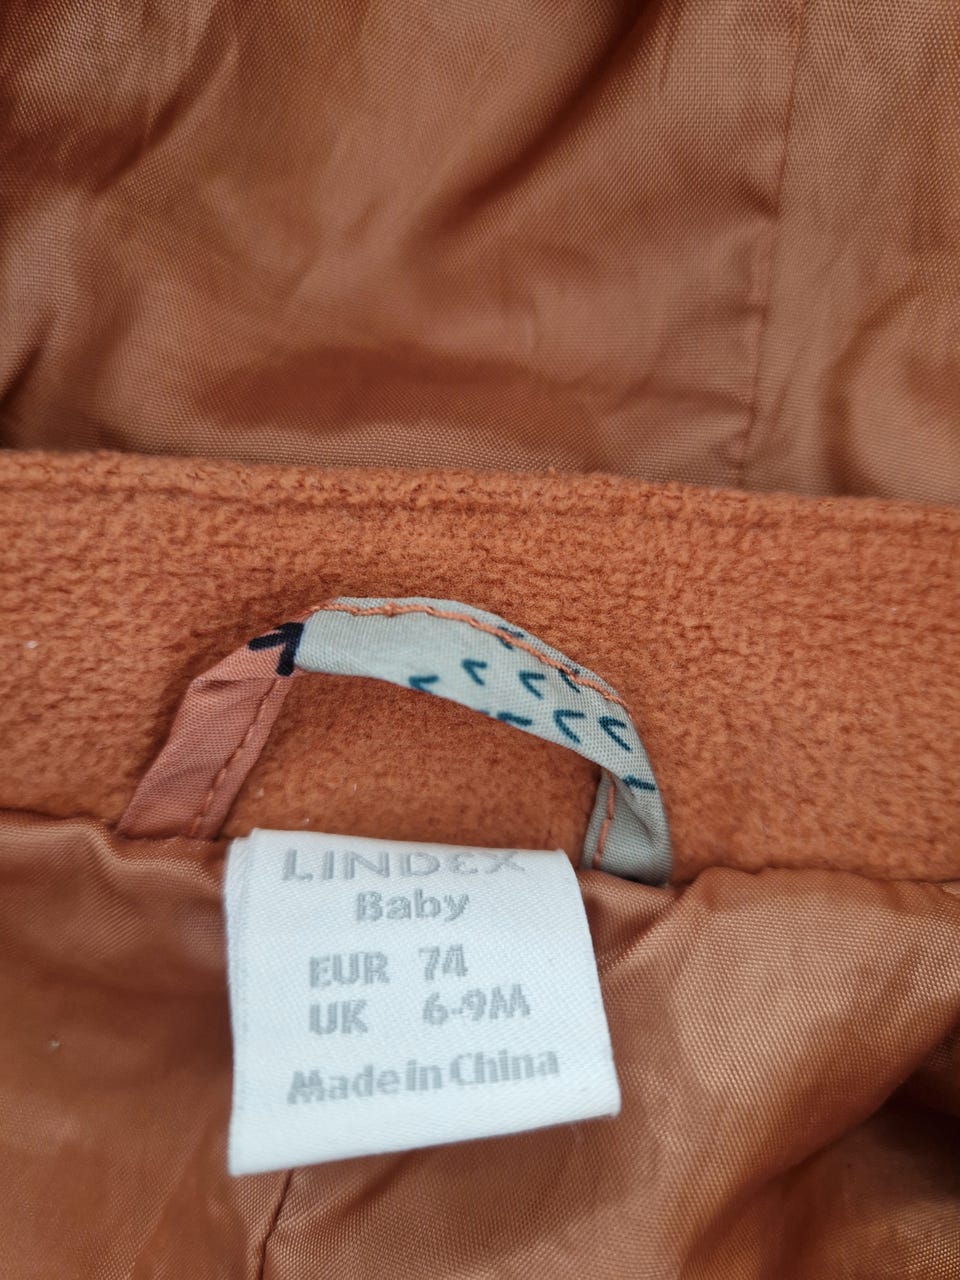 LINDEX
Baby
EUR 74
UK 6-9M
Made in China